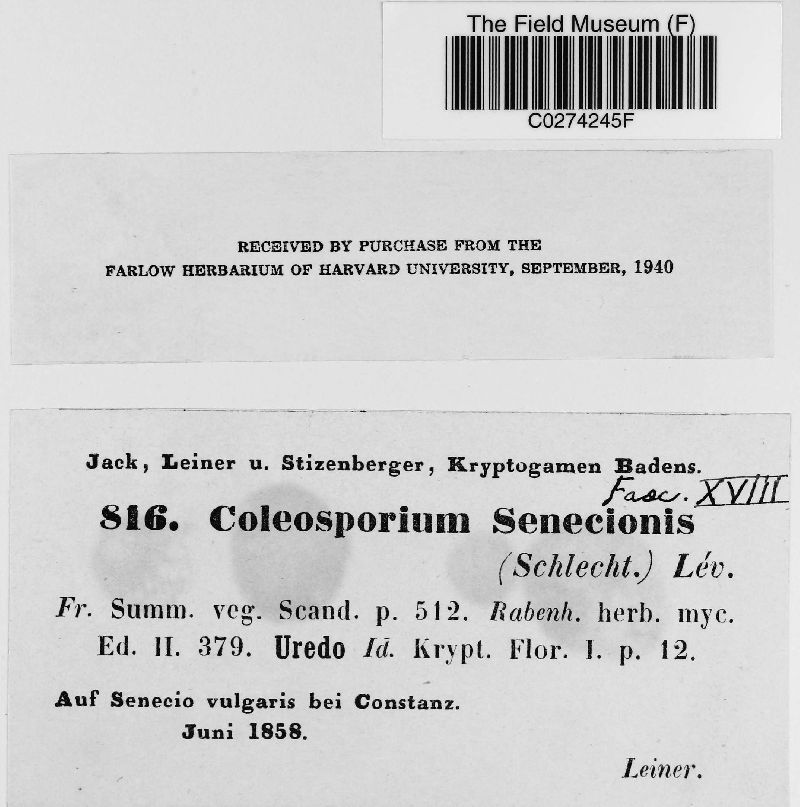 The Field Museum (F)
C0274245F
RECEIVED BY PURCHASE FROM THE
FARLOW HERBARIUM OF HARVARD UNIVERSITY, SEPTEMBER, 1940
Jack, Leiner u. Stizenberger, Kryptogamen Badens.
Fasc. XVIII
816. Coleosporium Senecionis
(Schlecht.) Lév.
Fr. Summ. veg. Scand. p. 512. Rabenh. herb. myc.
Ed. II. 379. Uredo Id. Krypt. Flor. I. p. 12.
Auf Senecio vulgaris bei Constanz.
Juni 1858.
Leiner.